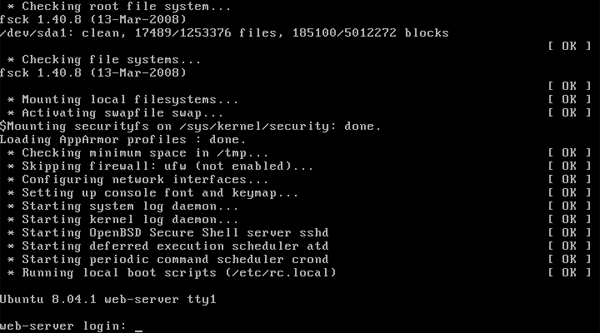 * Checking root file system...
fsck 1.40.8 (13-Mar-2008)
/dev/sda1: clean, 17489/1253376 files, 185100/5012272 blocks
[ OK ]
* Checking file systems...
fsck 1.40.8 (13-Mar-2008)
[ OK ]
* Mounting local filesystems... [ OK ]
* Activating swapfile swap... [ OK ]
$Mounting securityfs on /sys/kernel/security: done.
Loading AppArmor profiles : done.
* Checking minimum space in /tmp... [ OK ]
* Skipping firewall: ufw (not enabled)... [ OK ]
* Configuring network interfaces... [ OK ]
* Setting up console font and keymap... [ OK ]
* Starting system log daemon... [ OK ]
* Starting kernel log daemon... [ OK ]
* Starting OpenBSD Secure Shell server sshd [ OK ]
* Starting deferred execution scheduler atd [ OK ]
* Starting periodic command scheduler crond [ OK ]
* Running local boot scripts (/etc/rc.local) [ OK ]
Ubuntu 8.04.1 web-server tty1
web-server login: _